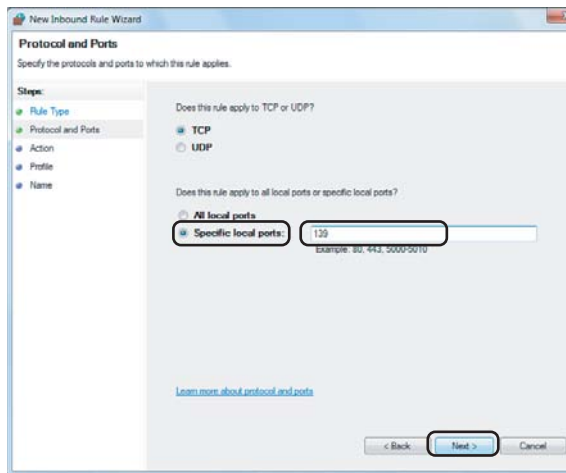 New Inbound Rule Wizard
Protocol and Ports
Specify the protocols and ports to which this rule applies.
Steps:
Rule Type
Protocol and Ports
Action
Profile
Name
Does this rule apply to TCP or UDP?
TCP
UDP
Does this rule apply to all local ports or specific local ports?
All local ports
Specific local ports:
139
Example: 80, 443, 5000-5010
Learn more about protocol and ports
< Back
Next >
Cancel